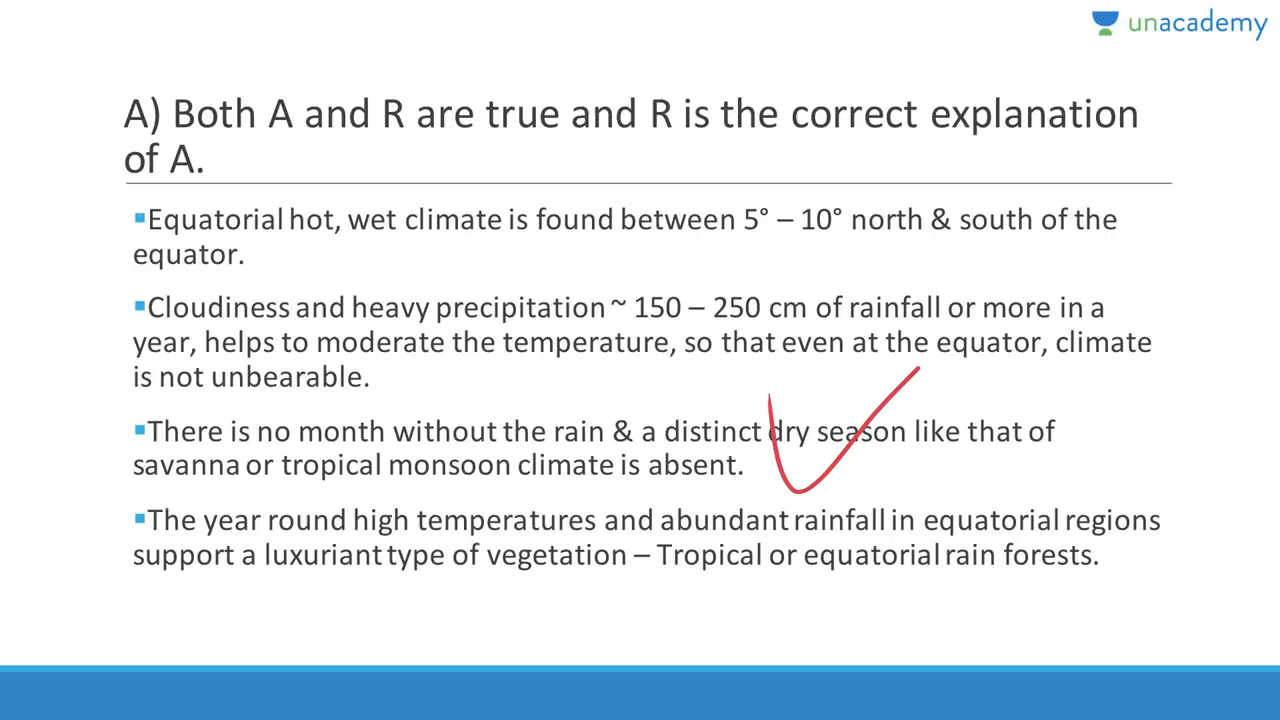 unacademy
A) Both A and R are true and R is the correct explanation
of A.
▪Equatorial hot, wet climate is found between 5° – 10° north & south of the
equator.
▪Cloudiness and heavy precipitation ~ 150 – 250 cm of rainfall or more in a
year, helps to moderate the temperature, so that even at the equator, climate
is not unbearable.
▪There is no month without the rain & a distinct dry season like that of
savanna or tropical monsoon climate is absent.
▪The year round high temperatures and abundant rainfall in equatorial regions
support a luxuriant type of vegetation – Tropical or equatorial rain forests.